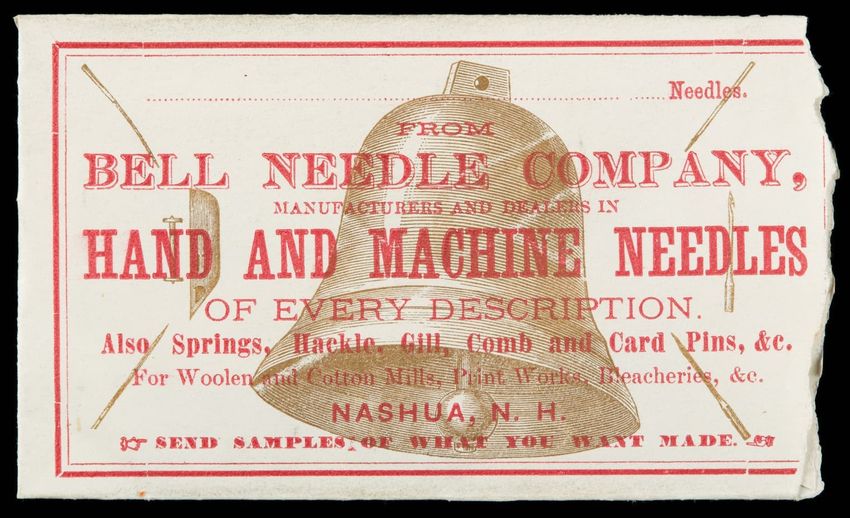 Needles.
FROM
BELL NEEDLE COMPANY,
MANUFACTURERS AND DEALERS IN
HAND AND MACHINE NEEDLES
OF EVERY DESCRIPTION.
Also Springs, Hackle, Gill, Comb and Card Pins, &c.
For Woolen and Cotton Mills, Print Works, Bleacheries, &c.
NASHUA, N. H.
☞ SEND SAMPLES OF WHAT YOU WANT MADE. ☜